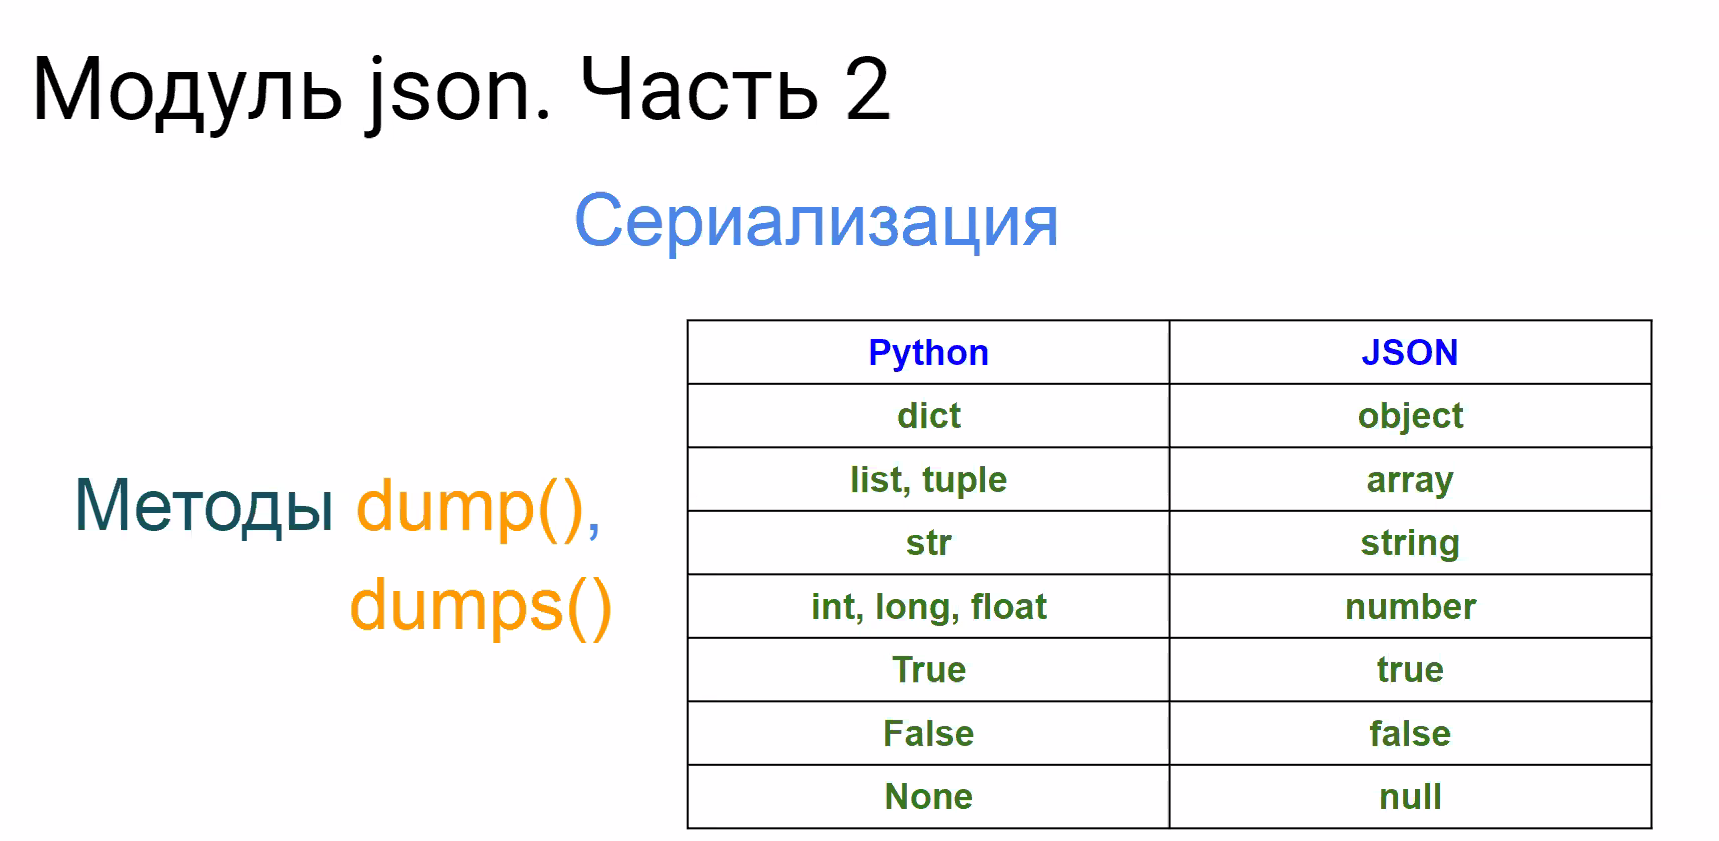 Модуль json. Часть 2
Сериализация
Методы dump(),
dumps()
Python JSON
dict object
list, tuple array
str string
int, long, float number
True true
False false
None null